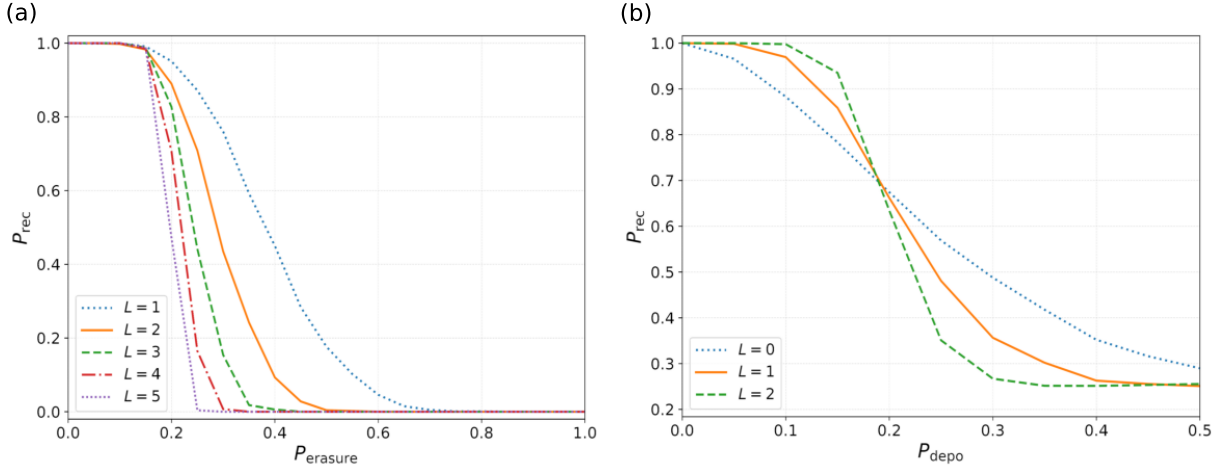 (a)
1.0
0.8
0.6
0.4
0.2
0.0
P_rec
L = 1
L = 2
L = 3
L = 4
L = 5
0.0 0.2 0.4 0.6 0.8 1.0
P_erasure
(b)
1.0
0.9
0.8
0.7
0.6
0.5
0.4
0.3
0.2
P_rec
L = 0
L = 1
L = 2
0.0 0.1 0.2 0.3 0.4 0.5
P_depo